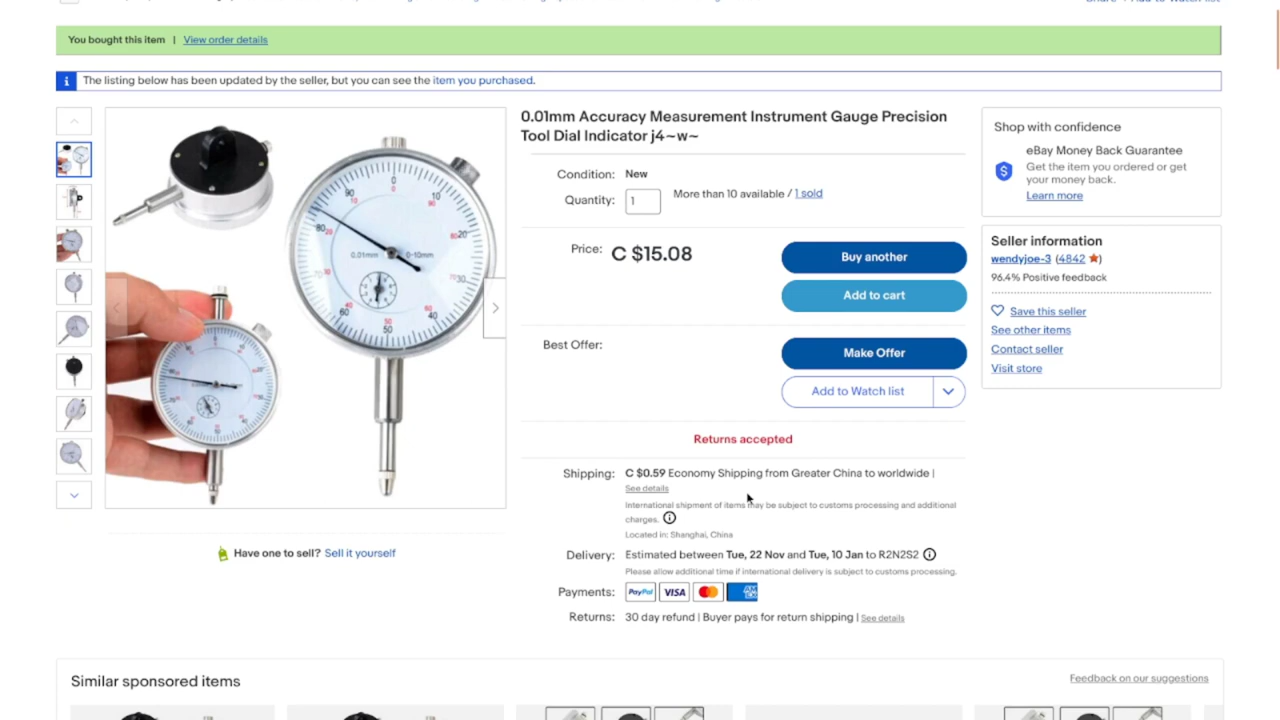 You bought this item | View order details
The listing below has been updated by the seller, but you can see the item you purchased.
0.01mm Accuracy Measurement Instrument Gauge Precision
Tool Dial Indicator j4~w~
Condition: New
Quantity: 1 More than 10 available / 1 sold
Price: C $15.08
Buy another
Add to cart
Best Offer:
Make Offer
Add to Watch list
Returns accepted
Shipping: C $0.59 Economy Shipping from Greater China to worldwide |
See details
International shipment of items may be subject to customs processing and additional
charges.
Located in: Shanghai, China
Delivery: Estimated between Tue, 22 Nov and Tue, 10 Jan to R2N2S2
Please allow additional time if international delivery is subject to customs processing.
Payments: PayPal VISA
Returns: 30 day refund | Buyer pays for return shipping | See details
Shop with confidence
eBay Money Back Guarantee
Get the item you ordered or get
your money back.
Learn more
Seller information
wendyjoe-3 (4842)
96.4% Positive feedback
Save this seller
See other items
Contact seller
Visit store
0.01mm 0-10mm
Have one to sell? Sell it yourself
Similar sponsored items
Feedback on our suggestions